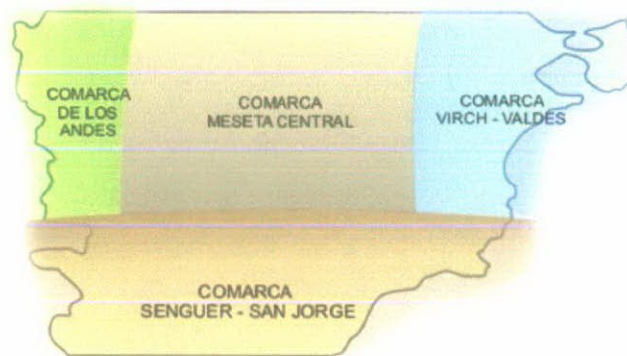 COMARCA
DE LOS
ANDES
COMARCA
MESETA CENTRAL
COMARCA
VIRCH - VALDES
COMARCA
SENGUER - SAN JORGE